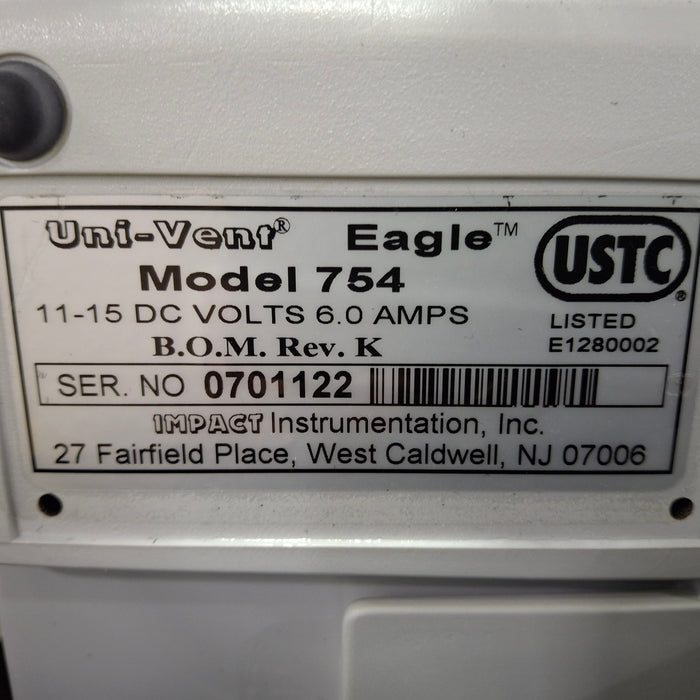 Uni-Vent® Eagle™
Model 754
11-15 DC VOLTS 6.0 AMPS
B.O.M. Rev. K
USTC®
LISTED
E1280002
SER. NO 0701122
IMPACT Instrumentation, Inc.
27 Fairfield Place, West Caldwell, NJ 07006